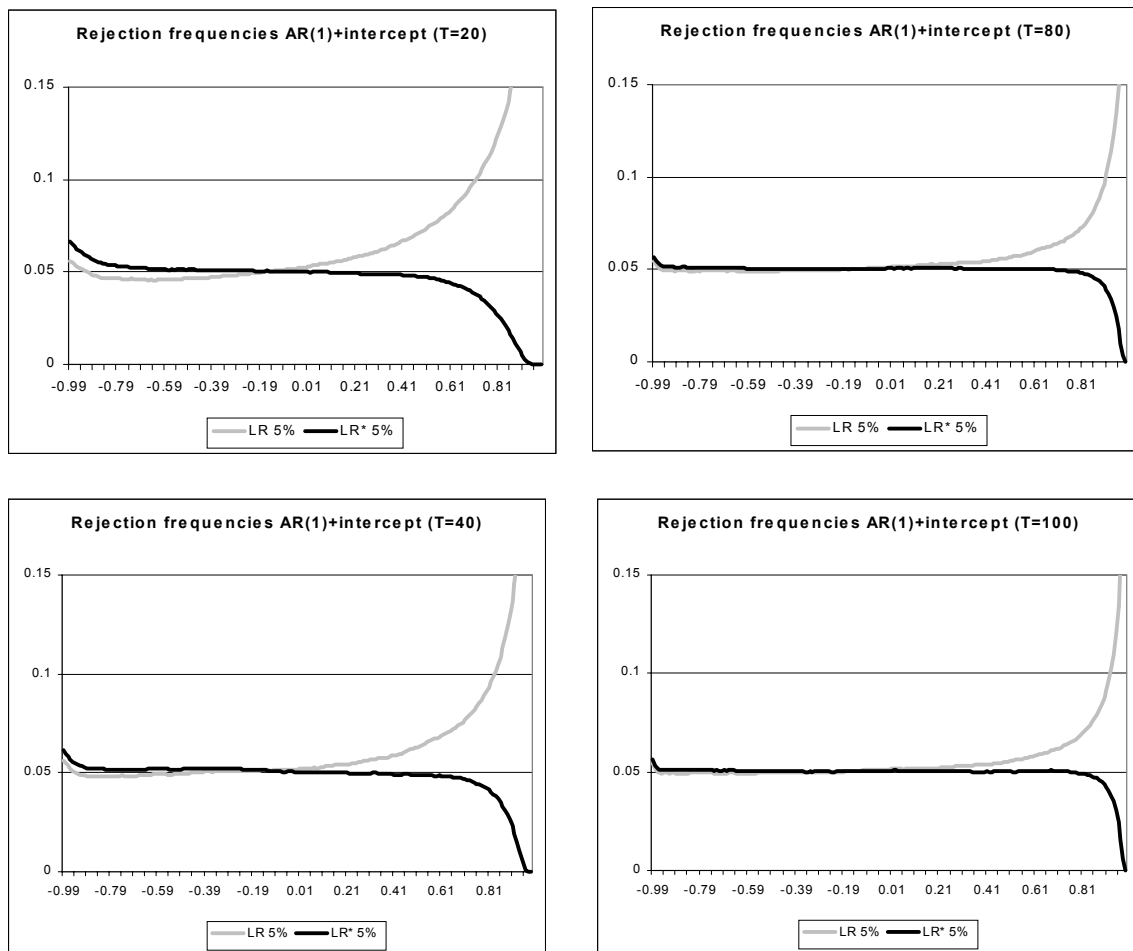 Rejection frequencies AR(1)+intercept (T=20)
0.15
0.1
0.05
0
-0.99 -0.79 -0.59 -0.39 -0.19 0.01 0.21 0.41 0.61 0.81
LR 5% LR* 5%
Rejection frequencies AR(1)+intercept (T=80)
0.15
0.1
0.05
0
-0.99 -0.79 -0.59 -0.39 -0.19 0.01 0.21 0.41 0.61 0.81
LR 5% LR* 5%
Rejection frequencies AR(1)+intercept (T=40)
0.15
0.1
0.05
0
-0.99 -0.79 -0.59 -0.39 -0.19 0.01 0.21 0.41 0.61 0.81
LR 5% LR* 5%
Rejection frequencies AR(1)+intercept (T=100)
0.15
0.1
0.05
0
-0.99 -0.79 -0.59 -0.39 -0.19 0.01 0.21 0.41 0.61 0.81
LR 5% LR* 5%